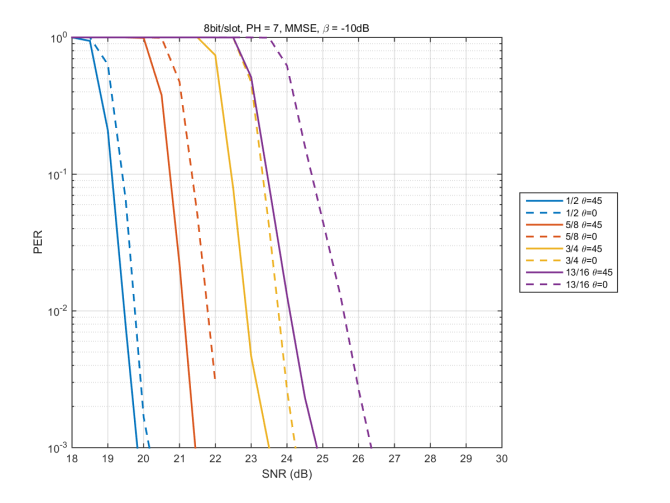 8bit/slot, PH = 7, MMSE, β = -10dB
10^0
10^-1
10^-2
10^-3
PER
18 19 20 21 22 23 24 25 26 27 28 29 30
SNR (dB)
1/2 θ=45
1/2 θ=0
5/8 θ=45
5/8 θ=0
3/4 θ=45
3/4 θ=0
13/16 θ=45
13/16 θ=0